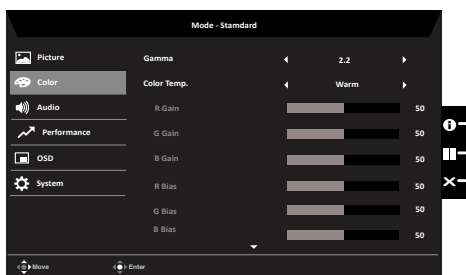 Mode - Standard
Picture
Gamma 2.2
Color
Color Temp. Warm
Audio
R Gain 50
Performance
G Gain 50
OSD
B Gain 50
System
R Bias 50
G Bias 50
B Bias 50
Move Enter